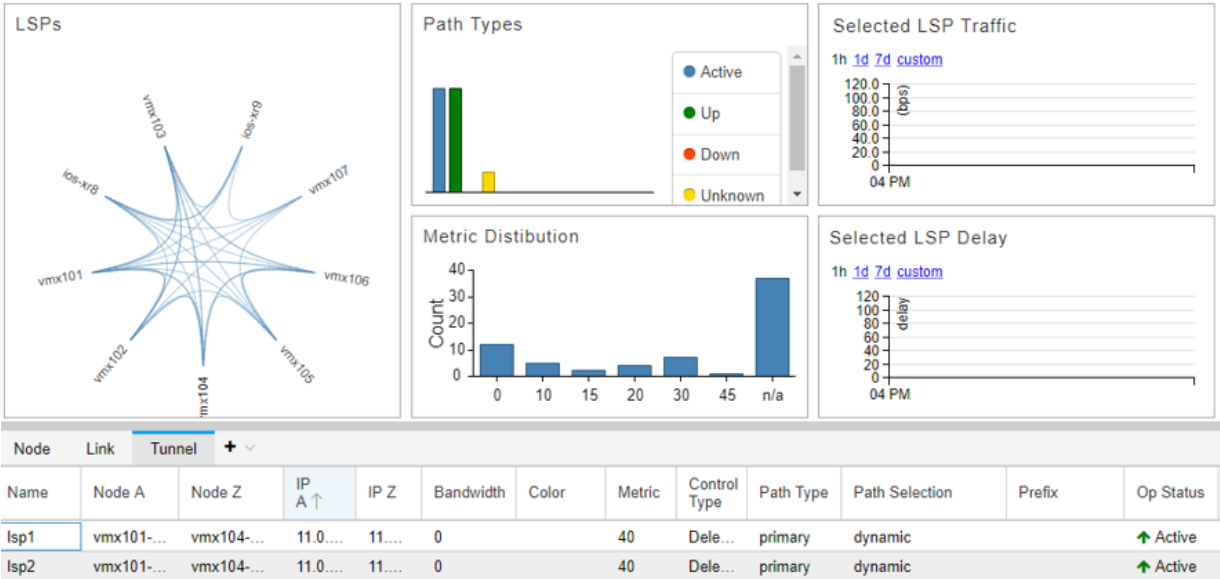 LSPs
vmx103
ios-xr9
ios-xr8
vmx107
vmx101
vmx106
vmx102
vmx105
mx104
Path Types
Active
Up
Down
Unknown
Metric Distibution
Count
40
30
20
10
0
0 10 15 20 30 45 n/a
Selected LSP Traffic
1h 1d 7d custom
120.0
100.0
80.0
60.0
40.0
20.0
0
(bps)
04 PM
Selected LSP Delay
1h 1d 7d custom
120
100
80
60
40
20
0
delay
04 PM
Node Link Tunnel +
Name Node A Node Z IP A↑ IP Z Bandwidth Color Metric Control Type Path Type Path Selection Prefix Op Status
lsp1 vmx101-... vmx104-... 11.0.... 11.... 0 40 Dele... primary dynamic Active
lsp2 vmx101-... vmx104-... 11.0.... 11.... 0 40 Dele... primary dynamic Active